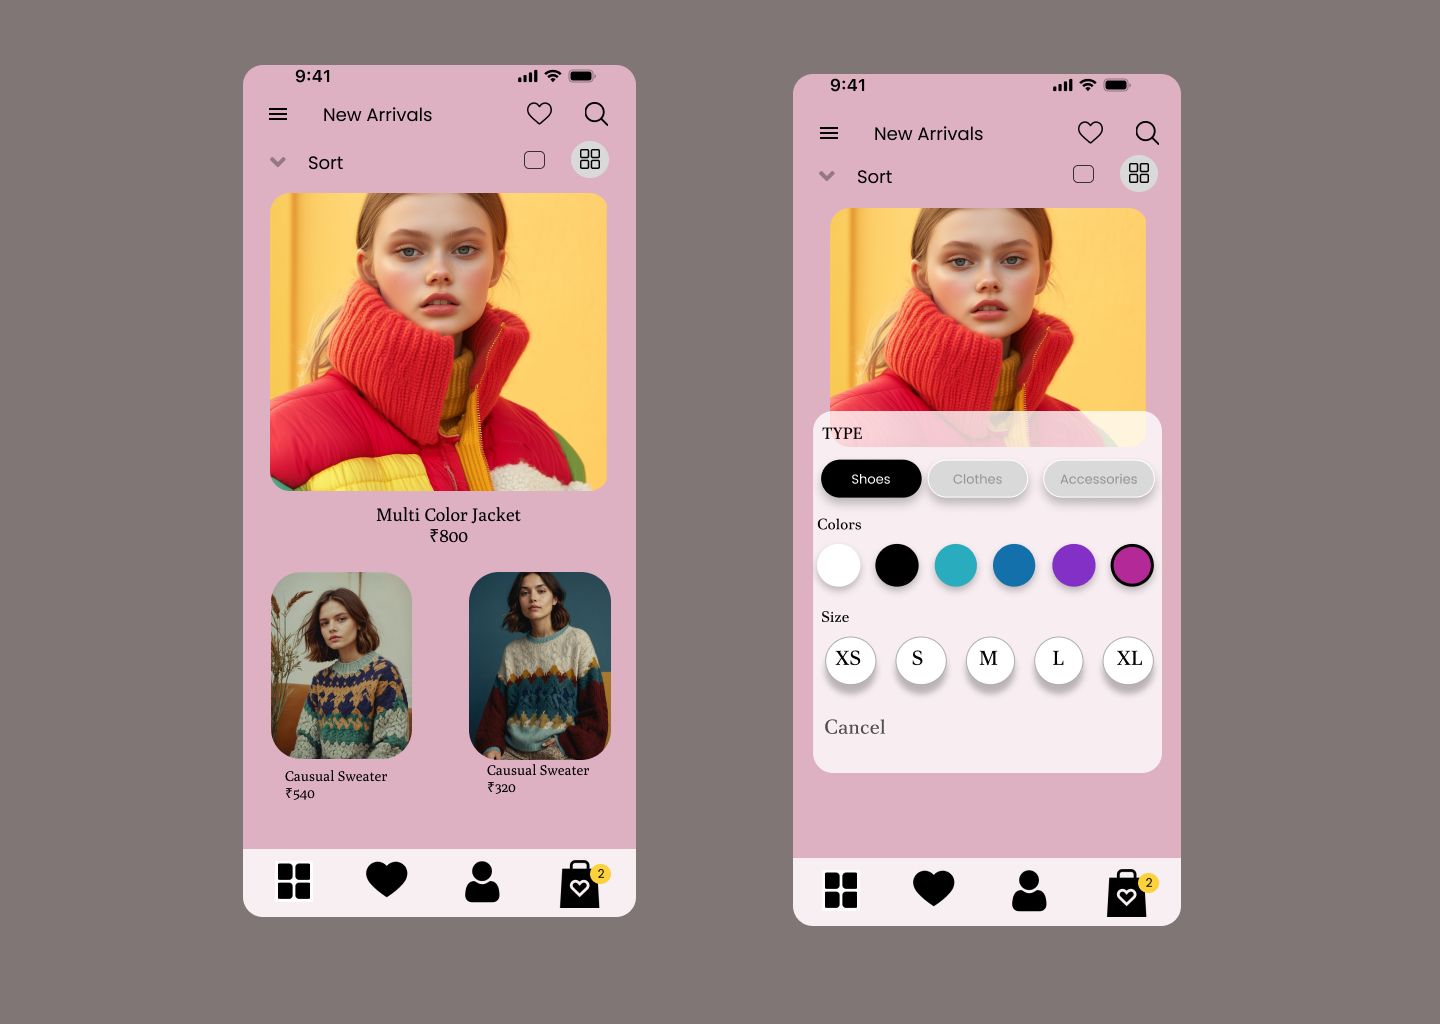 9:41
New Arrivals
Sort
Multi Color Jacket
₹800
Causual Sweater
₹540
Causual Sweater
₹320
2
9:41
New Arrivals
Sort
TYPE
Shoes
Clothes
Accessories
Colors
Size
XS
S
M
L
XL
Cancel
2